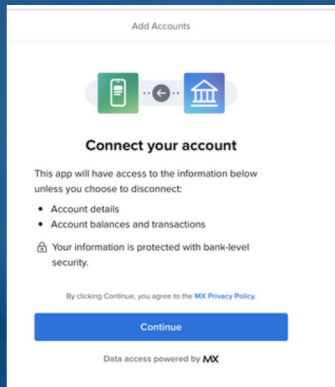 Add Accounts
Connect your account
This app will have access to the information below
unless you choose to disconnect:
• Account details
• Account balances and transactions
Your information is protected with bank-level
security.
By clicking Continue, you agree to the MX Privacy Policy.
Continue
Data access powered by MX